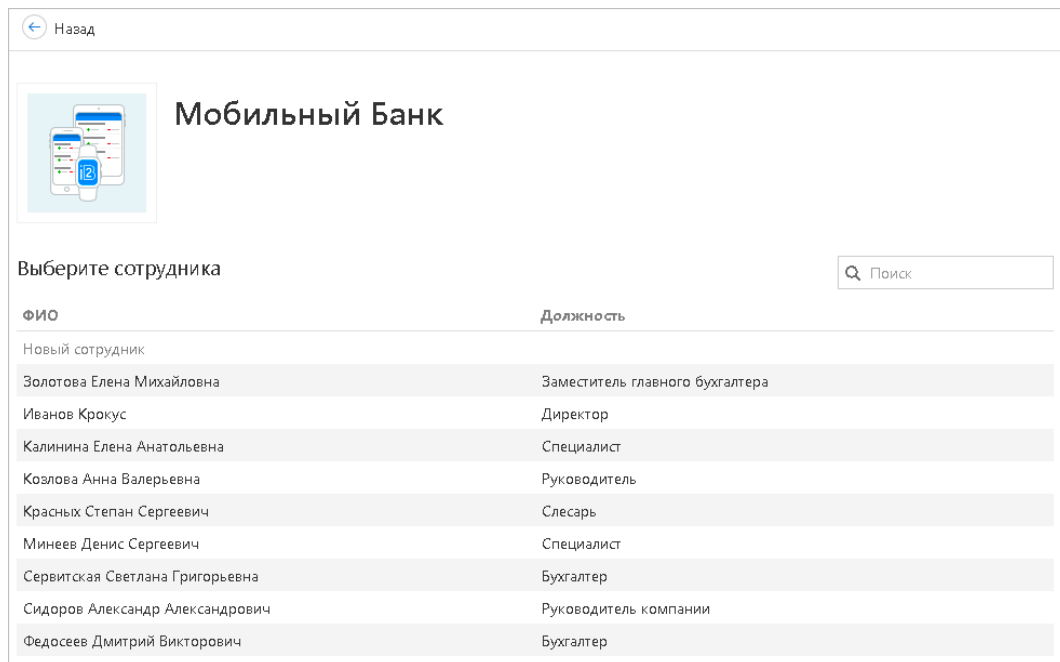 Назад
Мобильный Банк
i2
Выберите сотрудника
Поиск
ФИО Должность
Новый сотрудник
Золотова Елена Михайловна Заместитель главного бухгалтера
Иванов Крокус Директор
Калинина Елена Анатольевна Специалист
Козлова Анна Валерьевна Руководитель
Красных Степан Сергеевич Слесарь
Минеев Денис Сергеевич Специалист
Сервитская Светлана Григорьевна Бухгалтер
Сидоров Александр Александрович Руководитель компании
Федосеев Дмитрий Викторович Бухгалтер